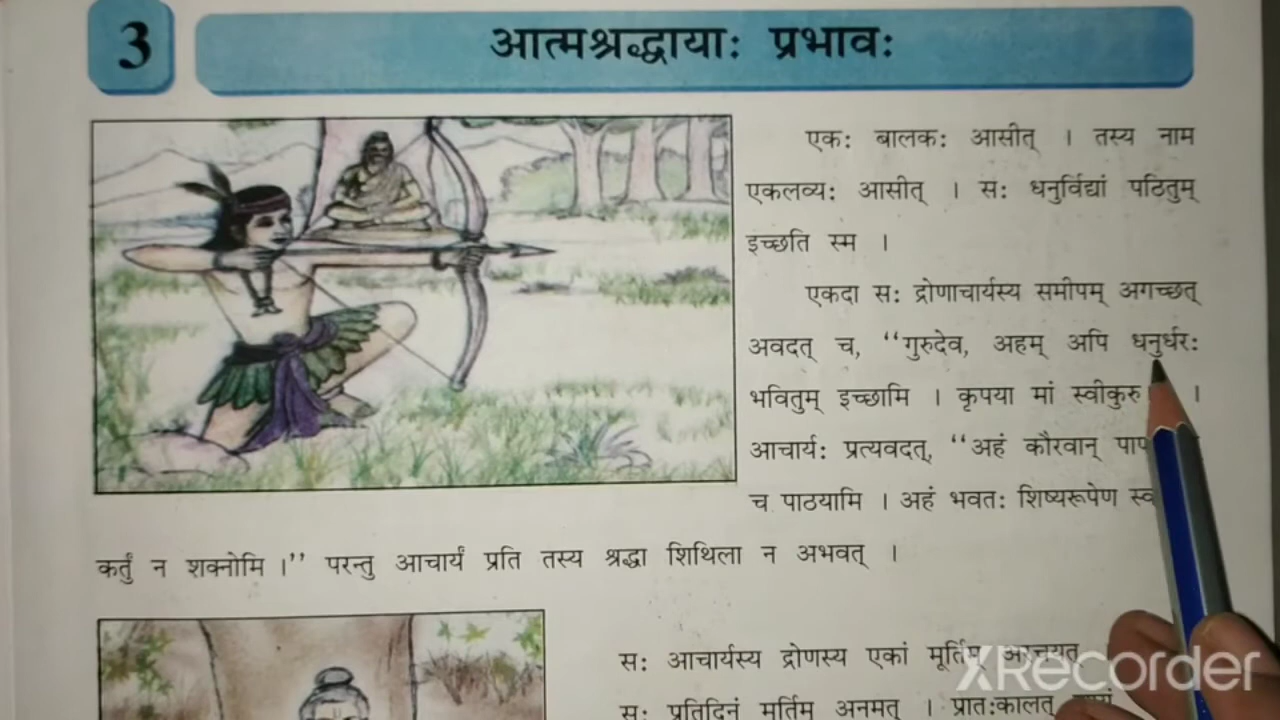 3
आत्मश्रद्धायाः प्रभावः
एकः बालकः आसीत् । तस्य नाम
एकलव्यः आसीत् । सः धनुर्विद्यां पठितुम्
इच्छति स्म ।
एकदा सः द्रोणाचार्यस्य समीपम् अगच्छत्
अवदत् च, ‘‘गुरुदेव, अहम् अपि धनुर्धरः
भवितुम् इच्छामि । कृपया मां स्वीकुरु ।
आचार्यः प्रत्यवदत्, ‘‘अहं कौरवान्
च पाठयामि । अहं भवतः शिष्यरूपेण
कर्तुं न शक्नोमि ।’’ परन्तु आचार्यं प्रति तस्य श्रद्धा शिथिला न अभवत् ।
सः आचार्यस्य द्रोणस्य एकां मूर्तिम्
सः प्रतिदिनं मूर्तिम् अनमत् । प्रातःकालत्
XRecorder